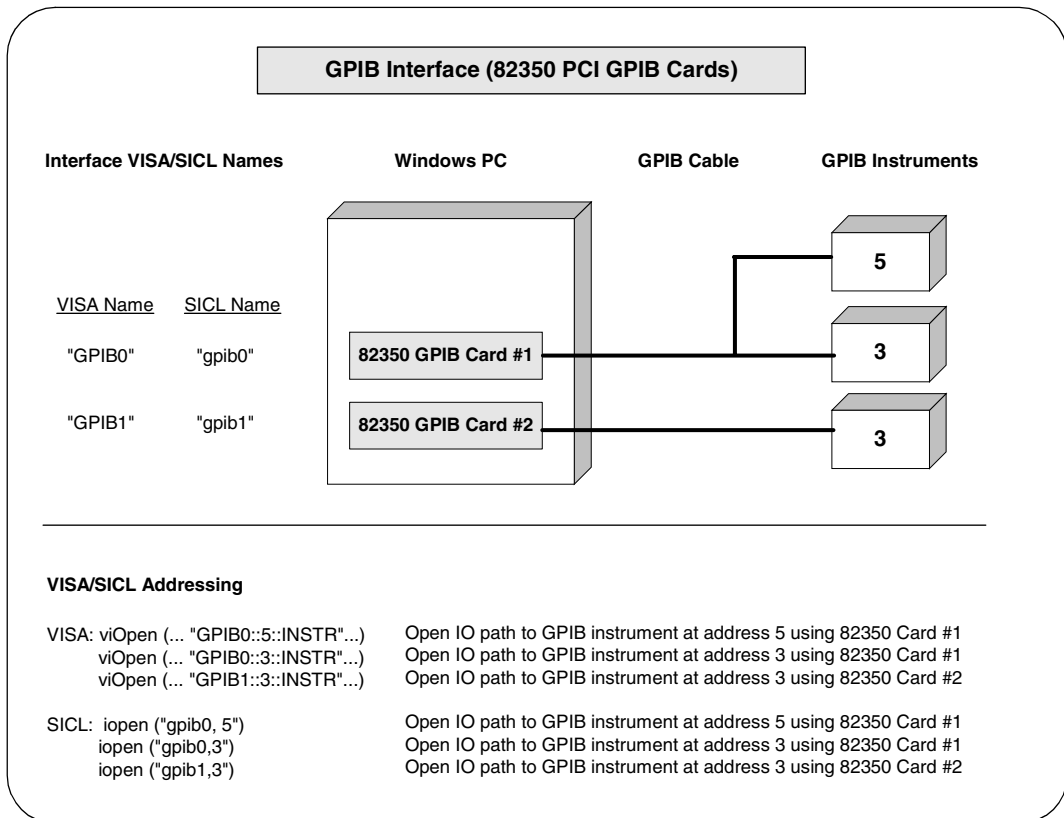 GPIB Interface (82350 PCI GPIB Cards)
Interface VISA/SICL Names Windows PC GPIB Cable GPIB Instruments
5
VISA Name SICL Name
"GPIB0" "gpib0" 82350 GPIB Card #1 3
"GPIB1" "gpib1" 82350 GPIB Card #2 3
VISA/SICL Addressing
VISA: viOpen (... "GPIB0::5::INSTR"...) Open IO path to GPIB instrument at address 5 using 82350 Card #1
viOpen (... "GPIB0::3::INSTR"...) Open IO path to GPIB instrument at address 3 using 82350 Card #1
viOpen (... "GPIB1::3::INSTR"...) Open IO path to GPIB instrument at address 3 using 82350 Card #2
SICL: iopen ("gpib0, 5") Open IO path to GPIB instrument at address 5 using 82350 Card #1
iopen ("gpib0,3") Open IO path to GPIB instrument at address 3 using 82350 Card #1
iopen ("gpib1,3") Open IO path to GPIB instrument at address 3 using 82350 Card #2